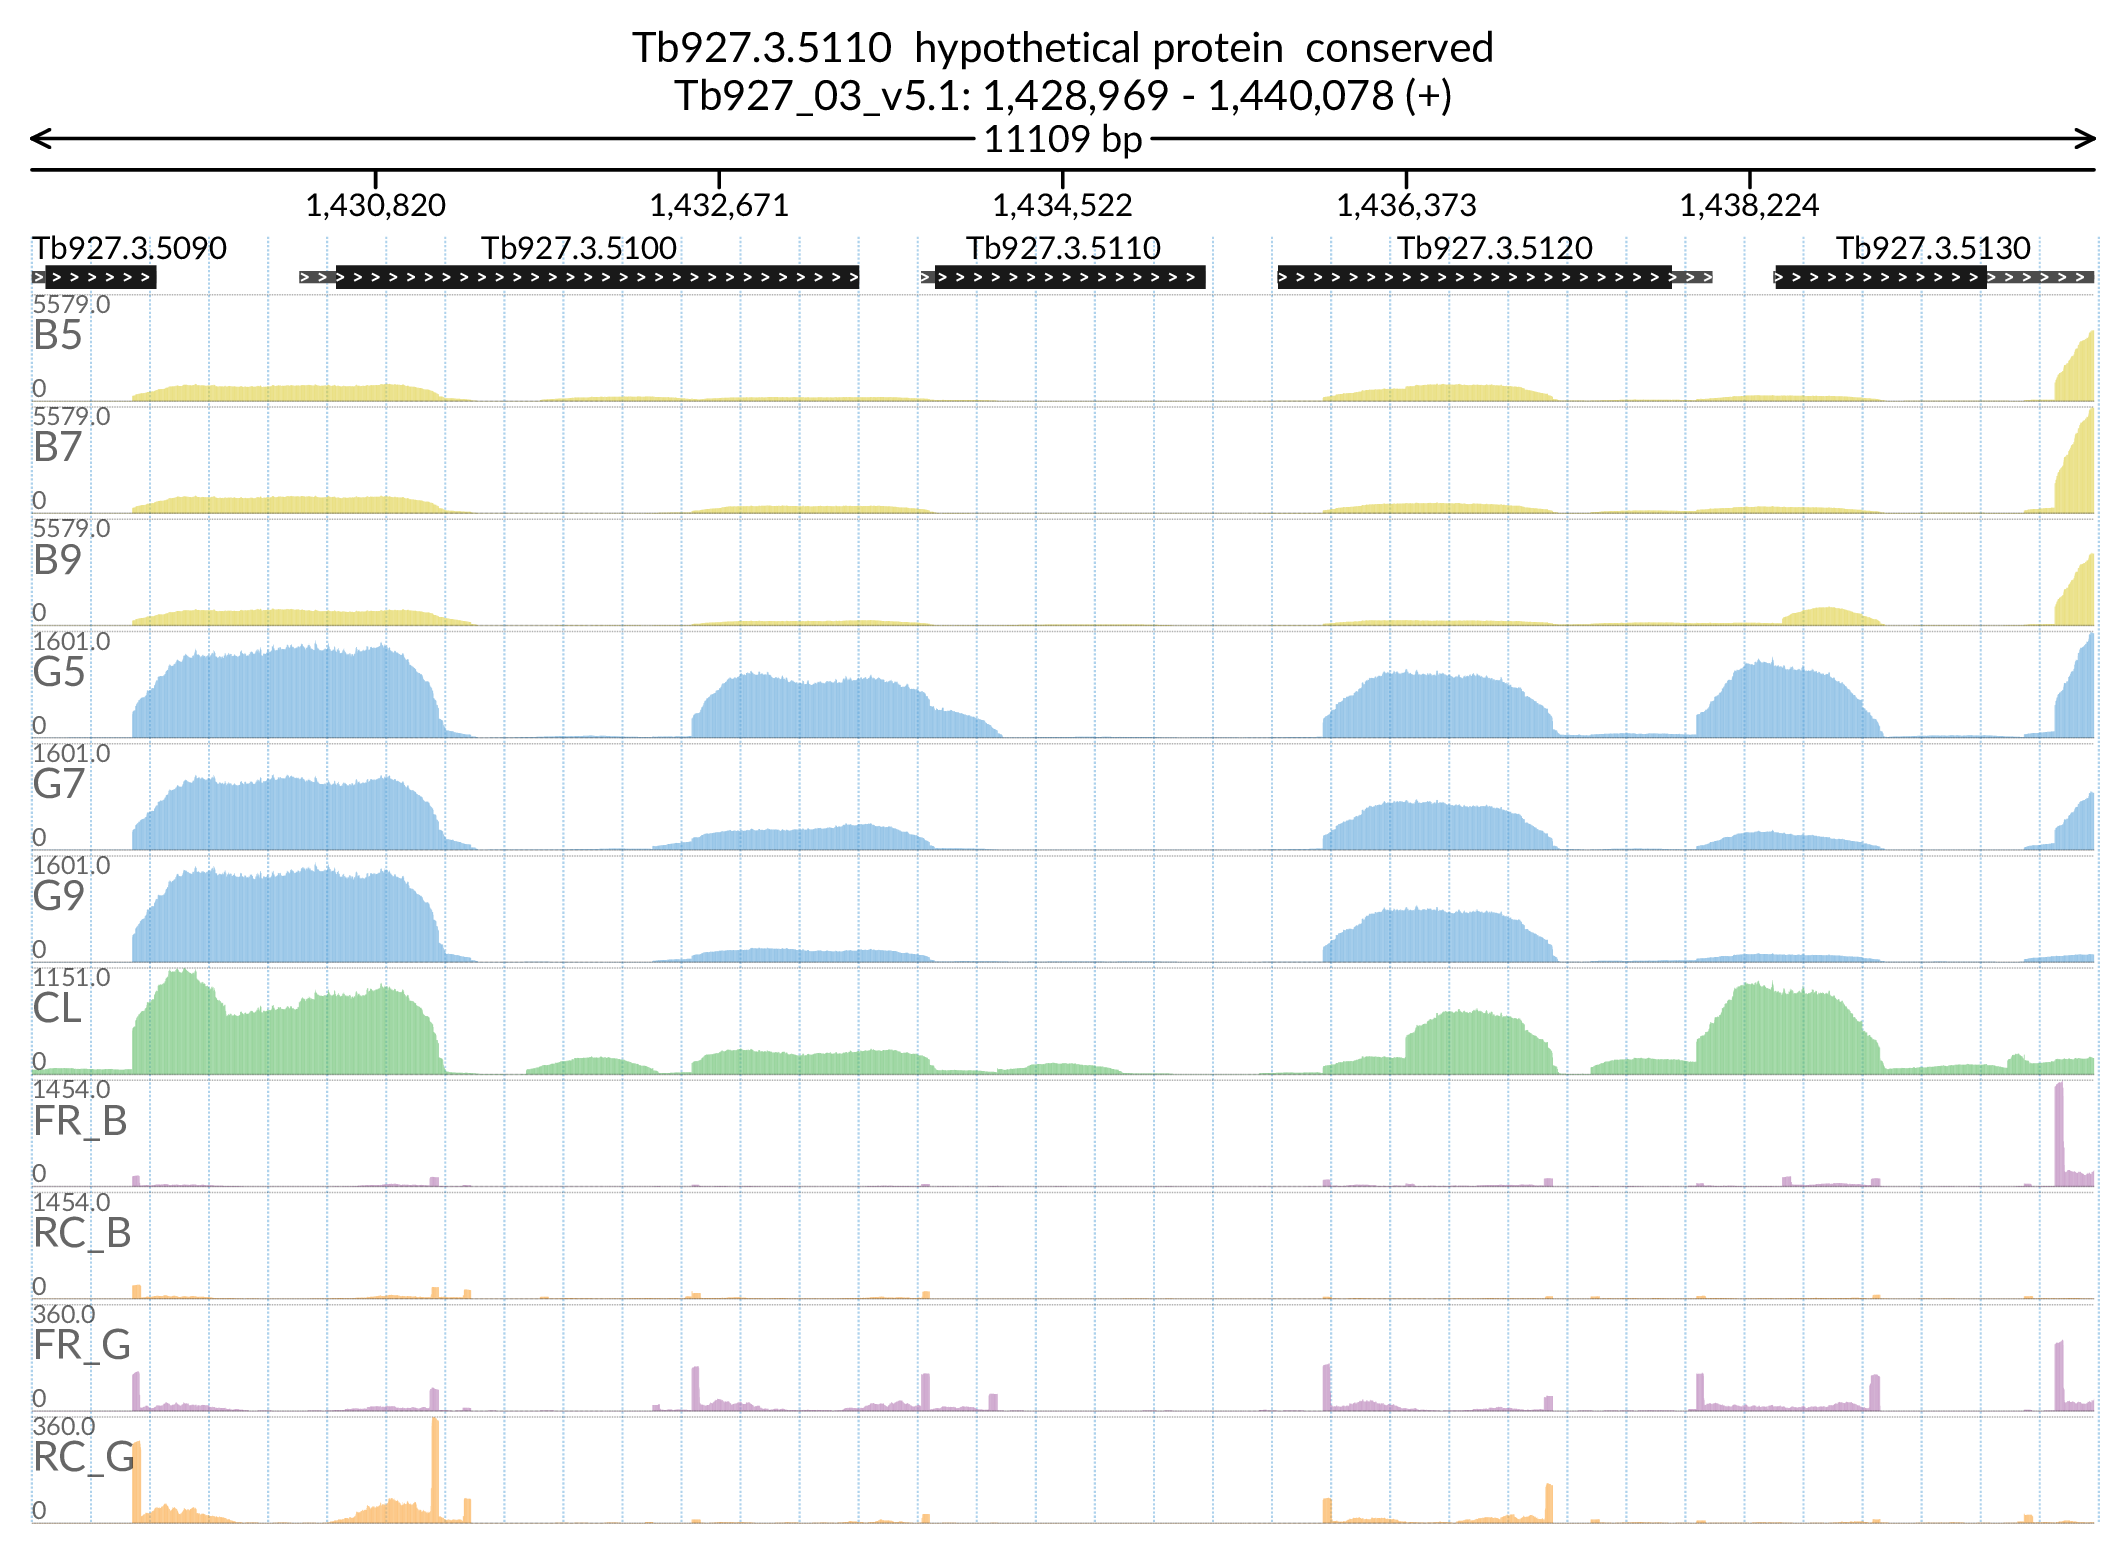 Tb927.3.5110  hypothetical protein  conserved
Tb927_03_v5.1: 1,428,969 - 1,440,078 (+)
11109 bp
1,430,820 1,432,671 1,434,522 1,436,373 1,438,224
Tb927.3.5090 Tb927.3.5100 Tb927.3.5110 Tb927.3.5120 Tb927.3.5130
5579.0
B5
0
5579.0
B7
0
5579.0
B9
0
1601.0
G5
0
1601.0
G7
0
1601.0
G9
0
1151.0
CL
0
1454.0
FR_B
0
1454.0
RC_B
0
360.0
FR_G
0
360.0
RC_G
0